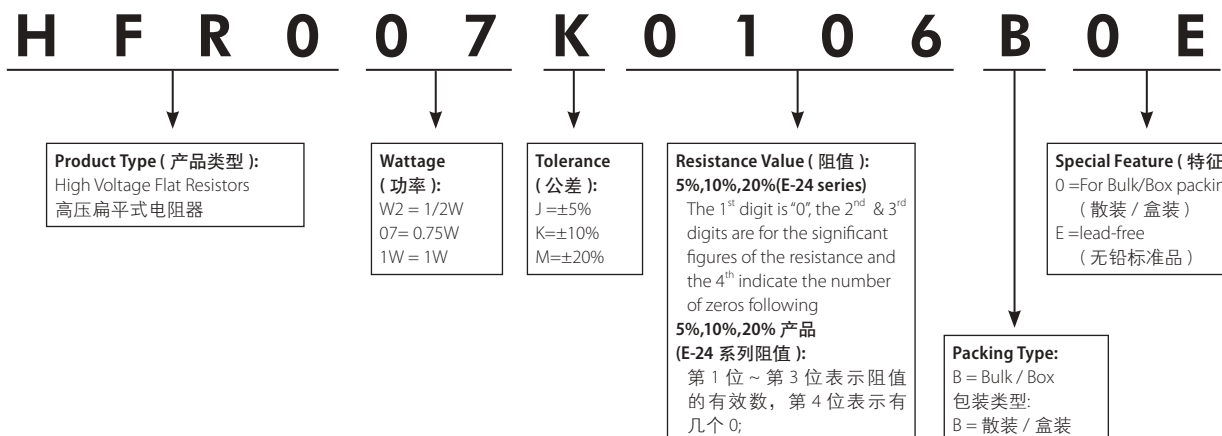 H F R 0 0 7 K 0 1 0 6 B 0 E
Product Type ( 产品类型 ):
High Voltage Flat Resistors
高压扁平式电阻器
Wattage
( 功率 ):
W2 = 1/2W
07= 0.75W
1W = 1W
Tolerance
( 公差 ):
J =±5%
K=±10%
M=±20%
Resistance Value ( 阻值 ):
5%,10%,20%(E-24 series)
The 1st digit is "0", the 2nd & 3rd
digits are for the significant
figures of the resistance and
the 4th indicate the number
of zeros following
5%,10%,20% 产品
(E-24 系列阻值 ):
第 1 位 ~ 第 3 位表示阻值
的有效数，第 4 位表示有
几个 0;
Packing Type:
B = Bulk / Box
包装类型:
B = 散装 / 盒装
Special Feature ( 特征
0 =For Bulk/Box packin
( 散装 / 盒装 )
E =lead-free
( 无铅标准品 )